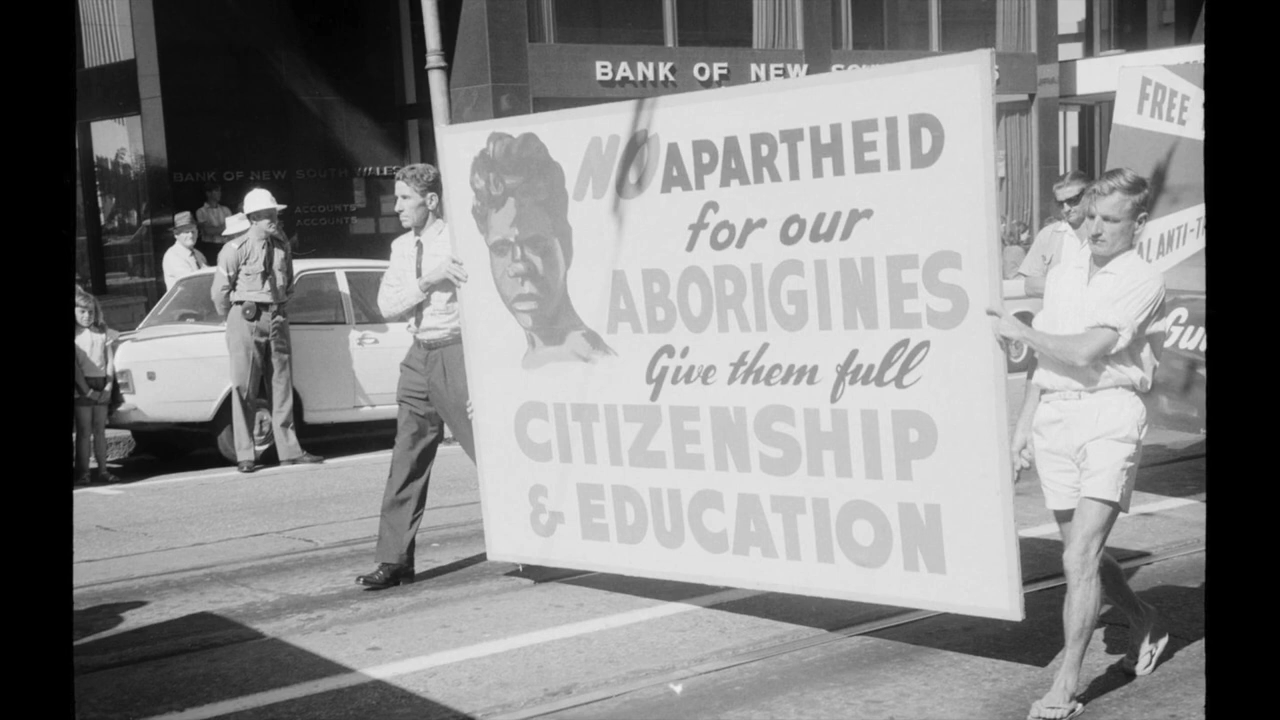 BANK OF NEW
BANK OF NEW SOUTH WALES
ACCOUNTS
ACCOUNTS
NO APARTHEID
for our
ABORIGINES
Give them full
CITIZENSHIP
& EDUCATION
FREE